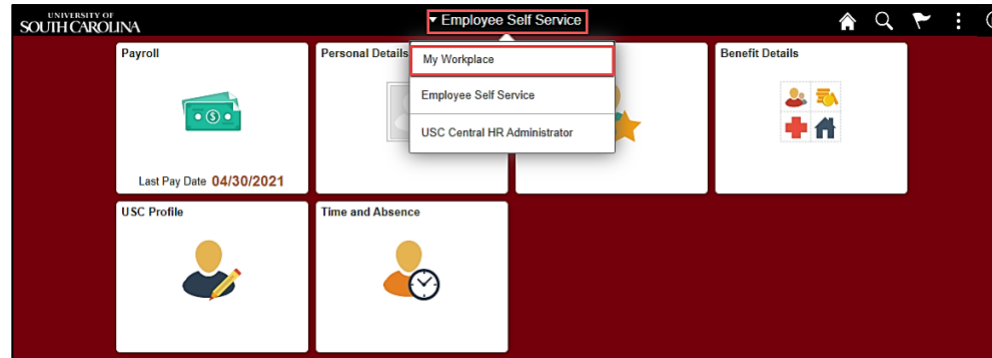 UNIVERSITY OF
SOUTH CAROLINA
Employee Self Service
Payroll
Personal Details
My Workplace
Employee Self Service
USC Central HR Administrator
Benefit Details
Last Pay Date 04/30/2021
USC Profile
Time and Absence